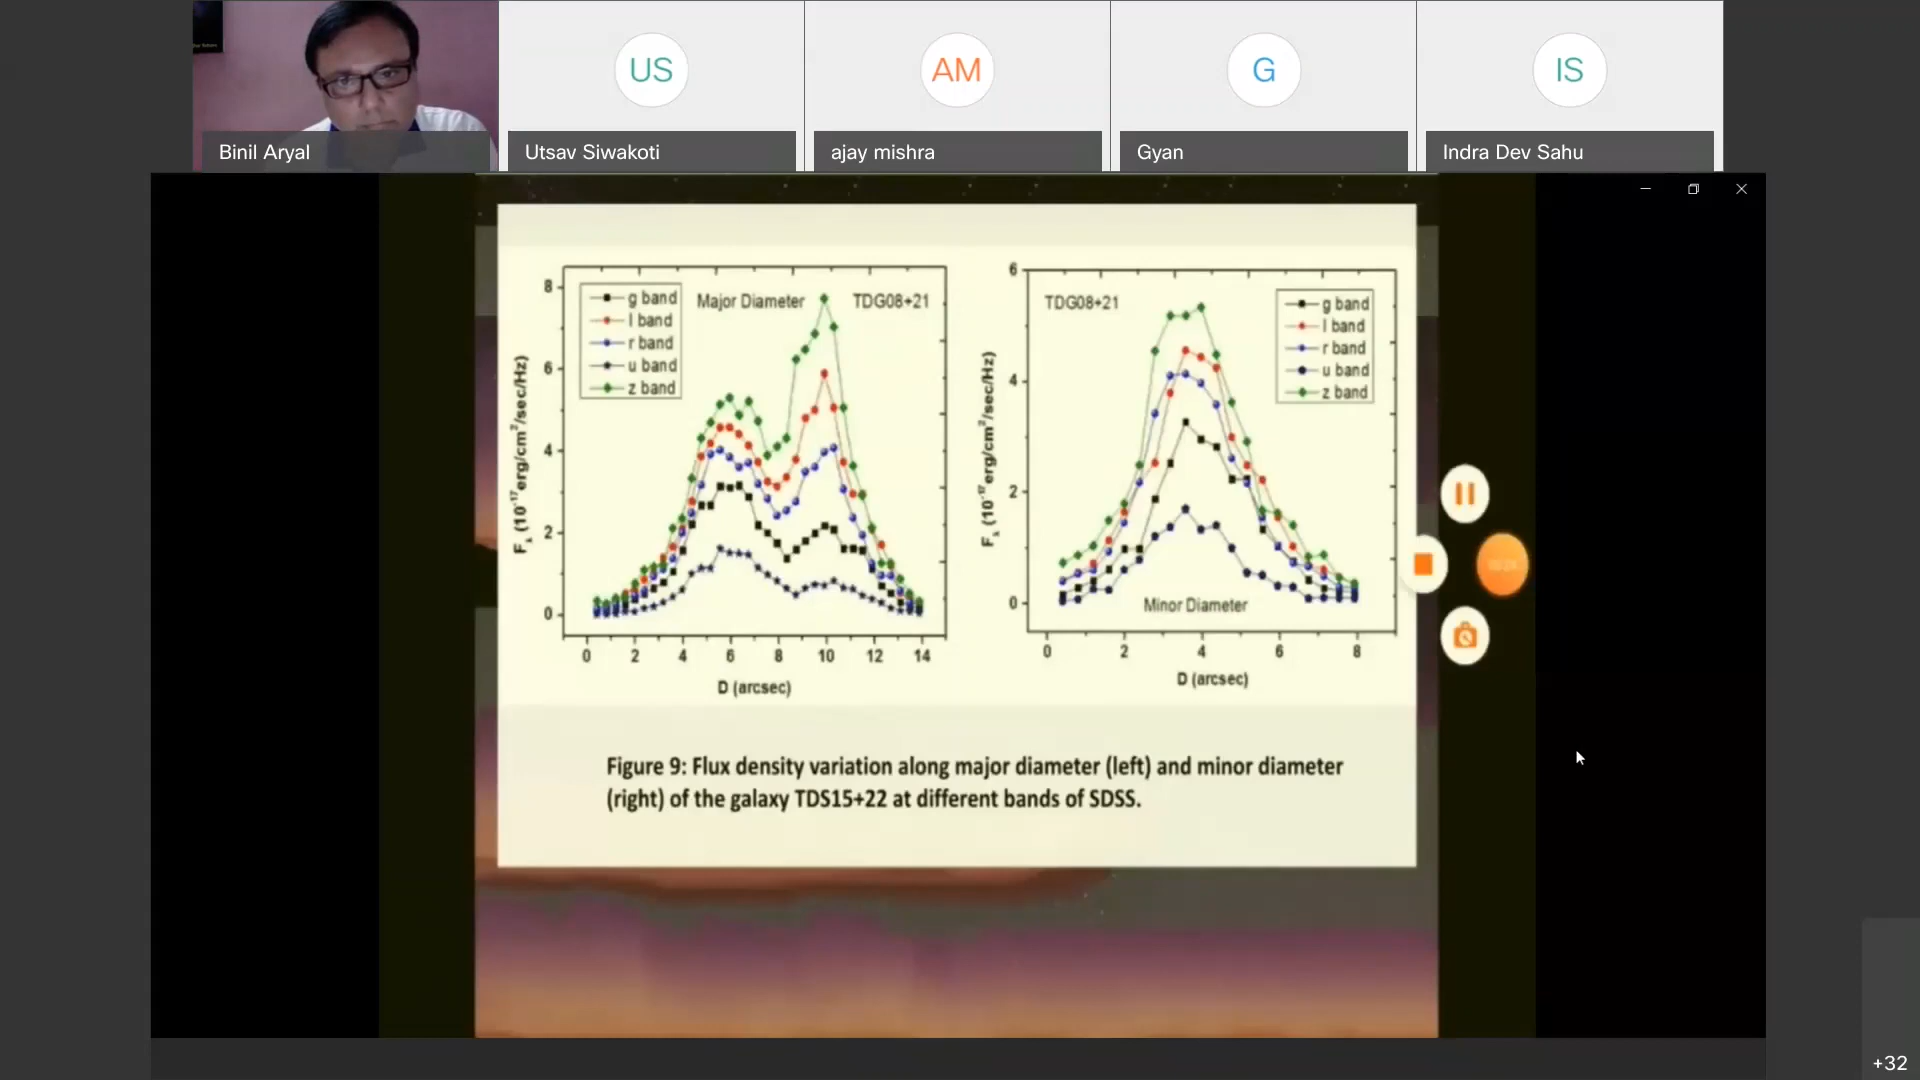 US
AM
G
IS
Binil Aryal
Utsav Siwakoti
ajay mishra
Gyan
Indra Dev Sahu
g band
l band
r band
u band
z band
Major Diameter
TDG08+21
8
6
4
2
0
Fλ (10⁻¹⁷erg/cm²/sec/Hz)
0 2 4 6 8 10 12 14
D (arcsec)
TDG08+21
g band
l band
r band
u band
z band
6
4
2
0
Fλ (10⁻¹⁷erg/cm²/sec/Hz)
Minor Diameter
0 2 4 6 8
D (arcsec)
Figure 9: Flux density variation along major diameter (left) and minor diameter
(right) of the galaxy TDS15+22 at different bands of SDSS.
+32